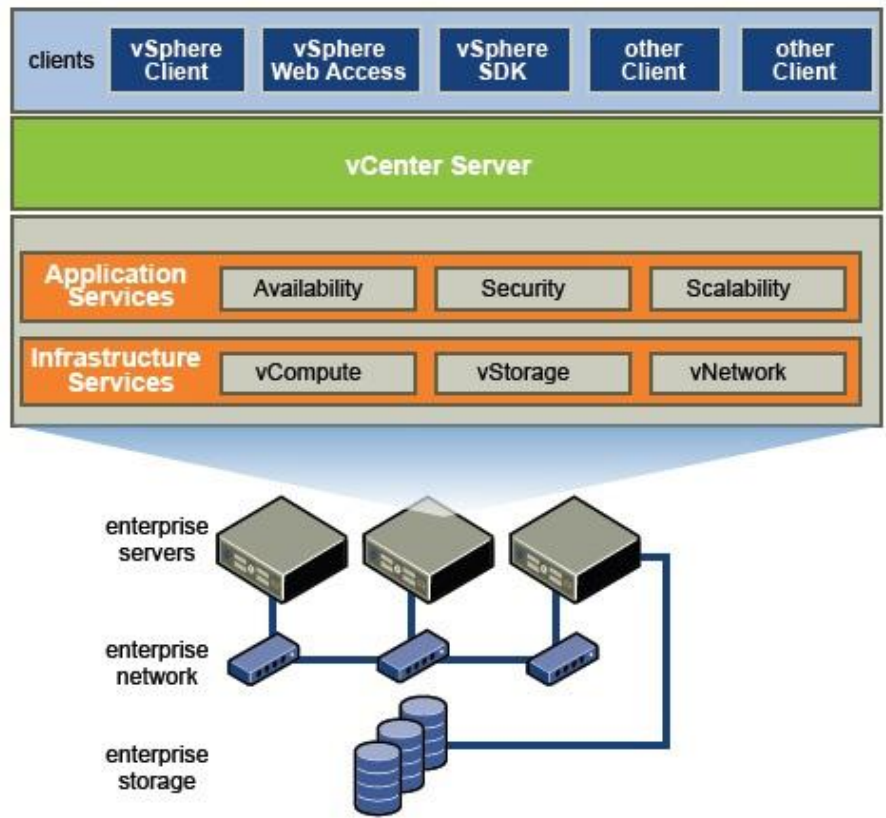 clients
vSphere
Client
vSphere
Web Access
vSphere
SDK
other
Client
other
Client
vCenter Server
Application
Services
Availability
Security
Scalability
Infrastructure
Services
vCompute
vStorage
vNetwork
enterprise
servers
enterprise
network
enterprise
storage